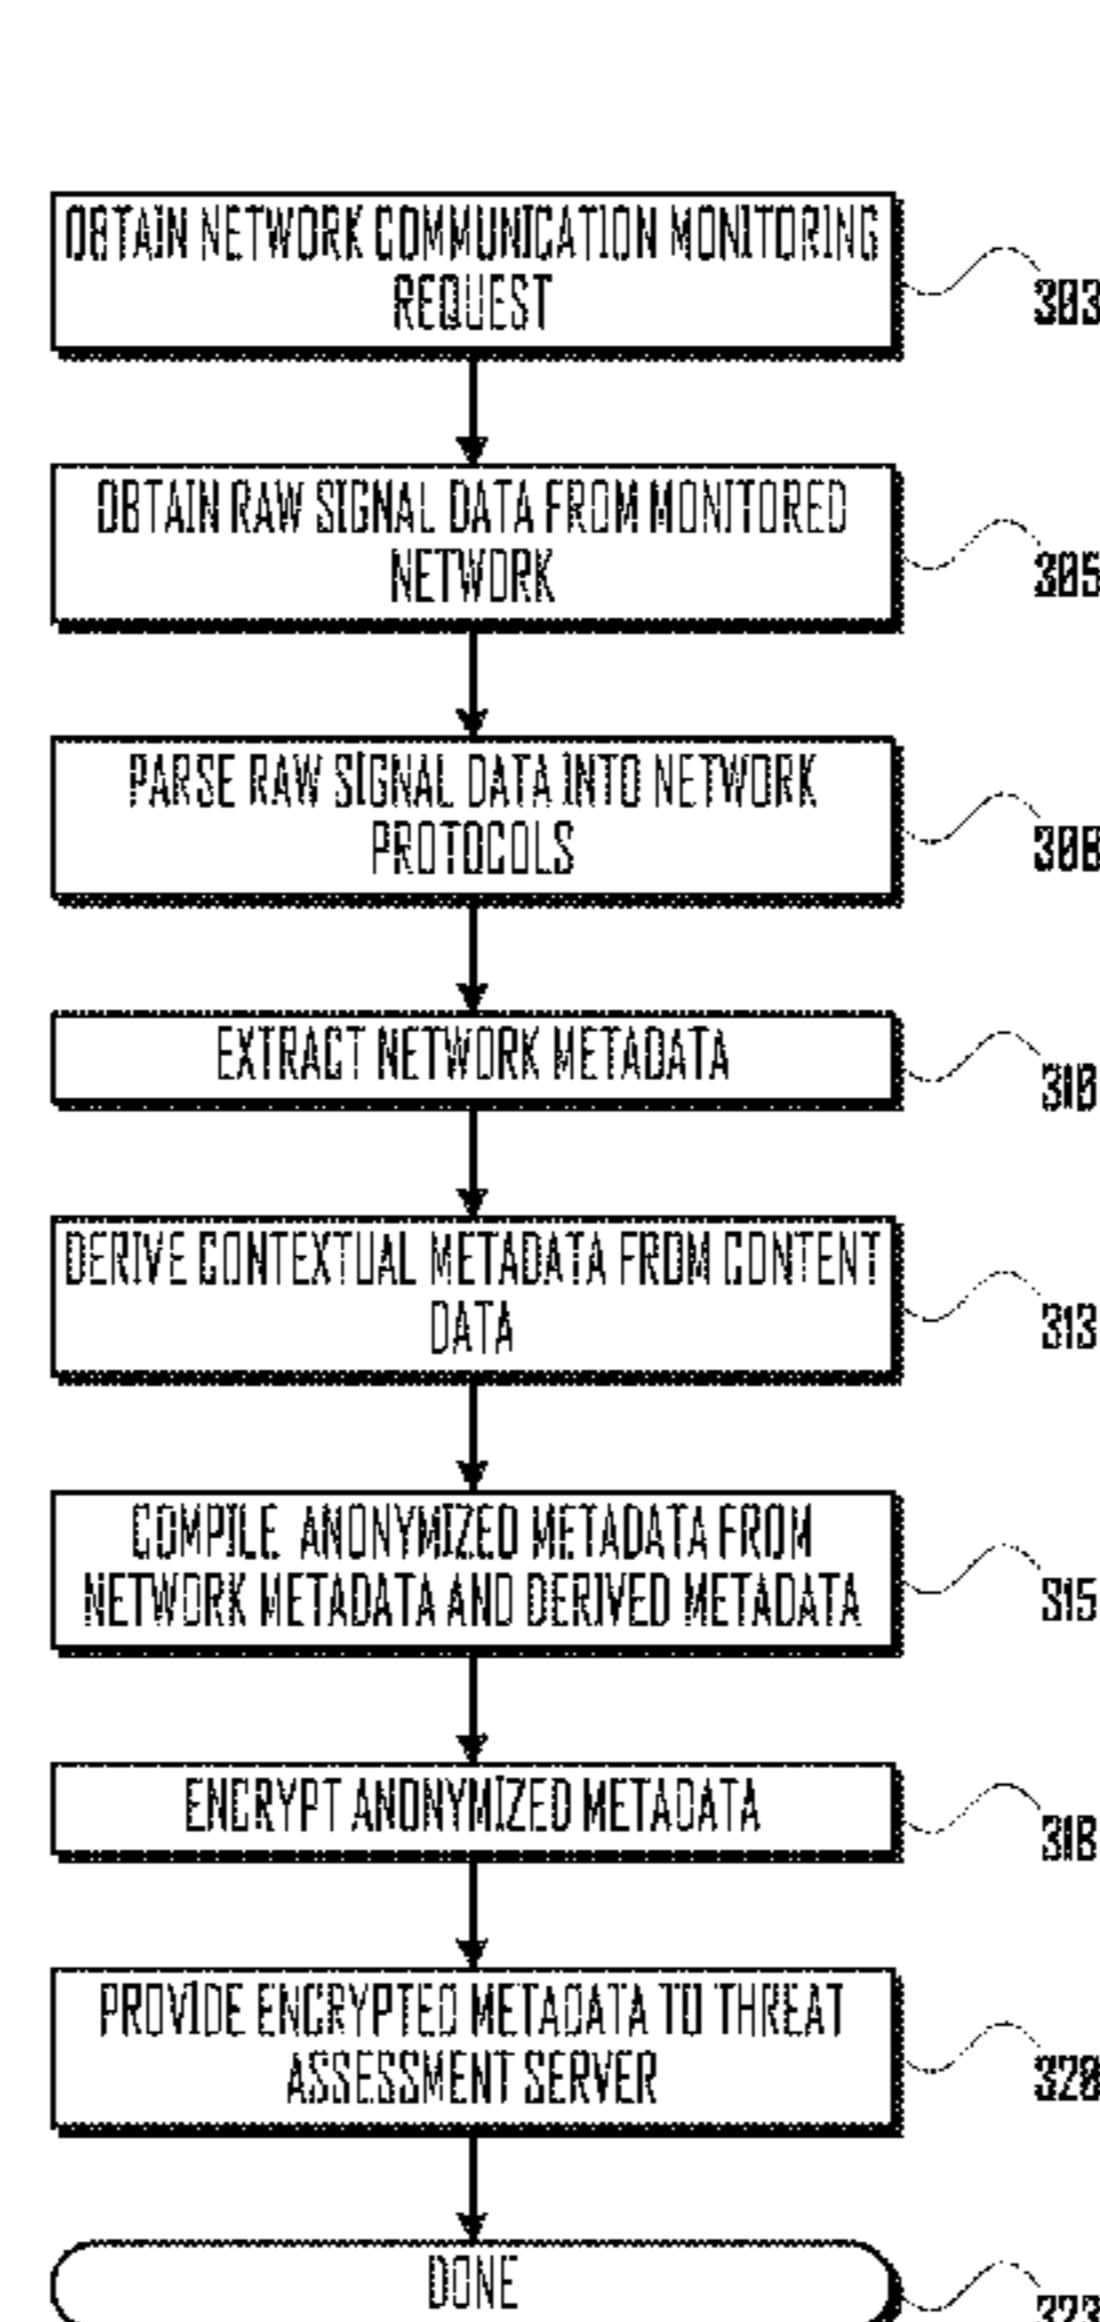 OBTAIN NETWORK COMMUNICATION MONITORING
REQUEST
303
OBTAIN RAW SIGNAL DATA FROM MONITORED
NETWORK
305
PARSE RAW SIGNAL DATA INTO NETWORK
PROTOCOLS
308
EXTRACT NETWORK METADATA
310
DERIVE CONTEXTUAL METADATA FROM CONTENT
DATA
313
COMPILE ANONYMIZED METADATA FROM
NETWORK METADATA AND DERIVED METADATA
315
ENCRYPT ANONYMIZED METADATA
318
PROVIDE ENCRYPTED METADATA TO THREAT
ASSESSMENT SERVER
320
DONE
323